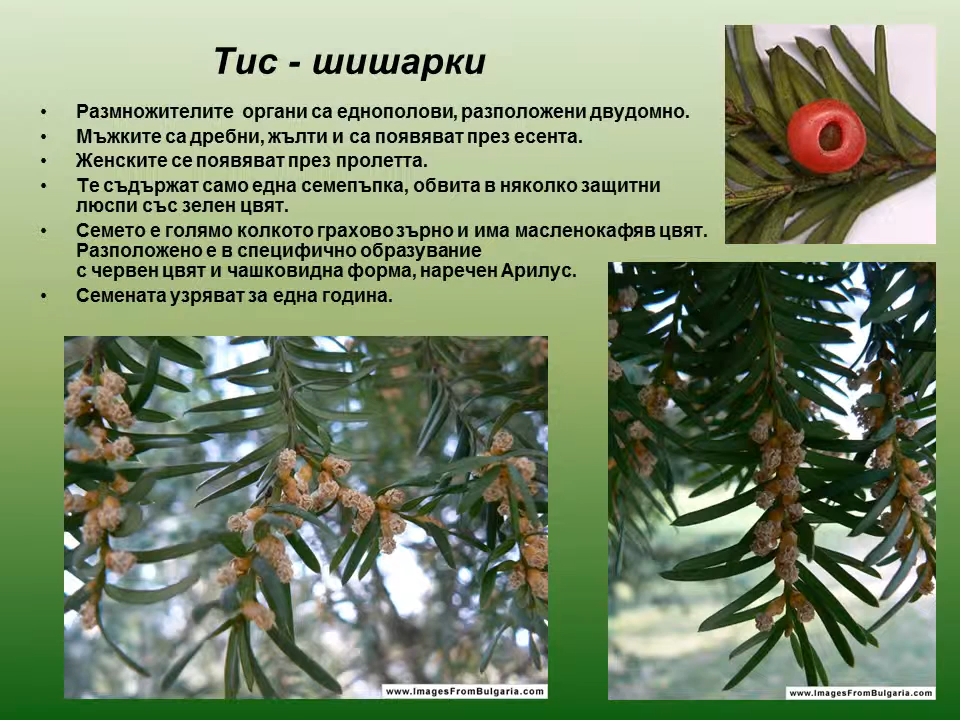 Тис - шишарки
• Размножителите органи са еднополови, разположени двудомно.
• Мъжките са дребни, жълти и са появяват през есента.
• Женските се появяват през пролетта.
• Те съдържат само една семепъпка, обвита в няколко защитни
люспи със зелен цвят.
• Семето е голямо колкото грахово зърно и има масленокафяв цвят.
Разположено е в специфично образувание
с червен цвят и чашковидна форма, наречен Арилус.
• Семената узряват за една година.
www.ImagesFromBulgaria.com
www.ImagesFromBulgaria.com